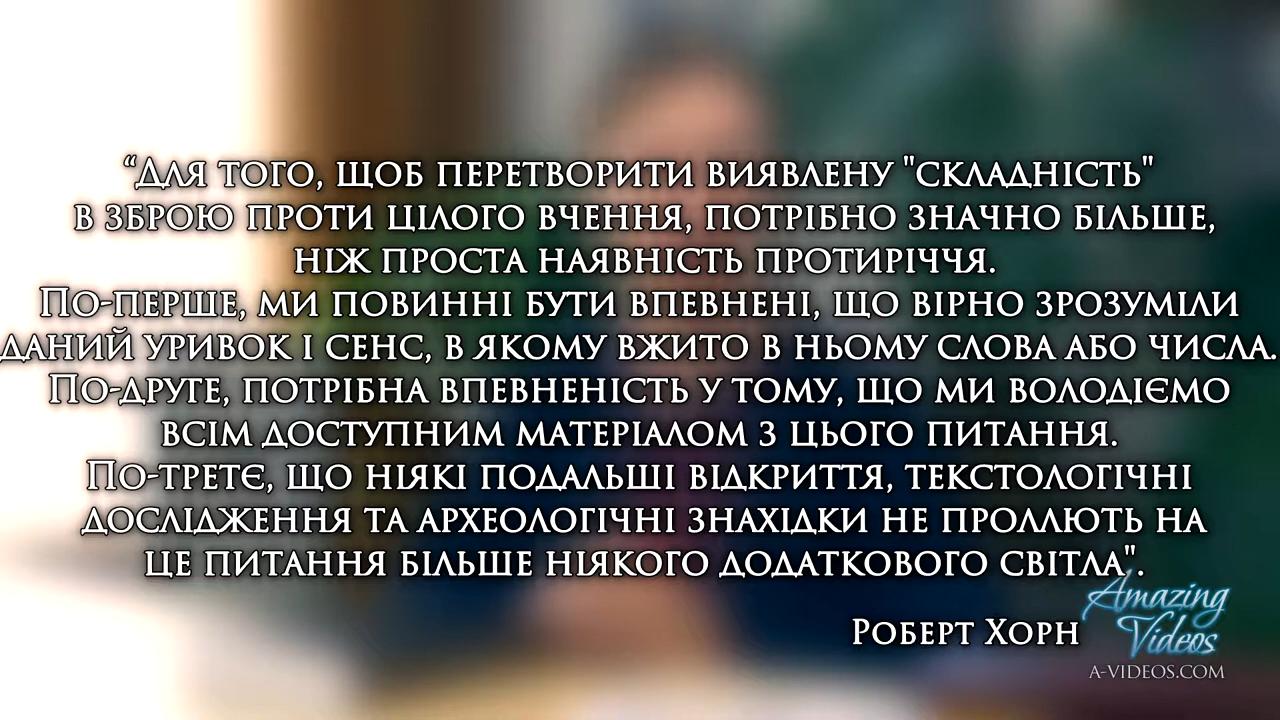 “Для того, щоб перетворити виявлену "складність"
в зброю проти цілого вчення, потрібно значно більше,
ніж проста наявність протиріччя.
По-перше, ми повинні бути впевнені, що вірно зрозуміли
даний уривок і сенс, в якому вжито в ньому слова або числа.
По-друге, потрібна впевненість у тому, що ми володіємо
всім доступним матеріалом з цього питання.
По-третє, що ніякі подальші відкриття, текстологічні
дослідження та археологічні знахідки не проллють на
це питання більше ніякого додаткового світла".
Роберт Хорн
Amazing
Videos
A-VIDEOS.COM